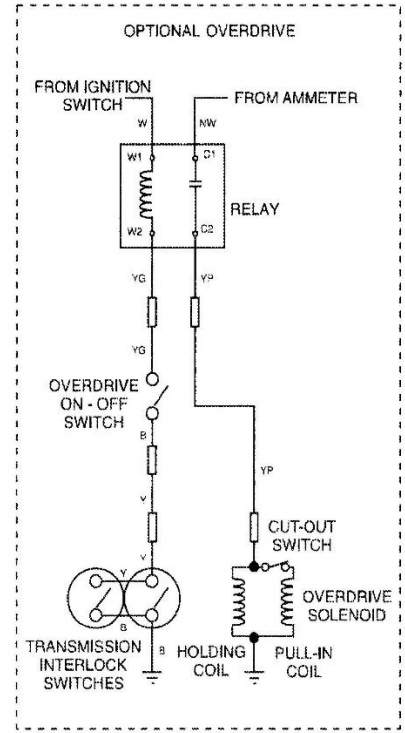 OPTIONAL OVERDRIVE
FROM IGNITION
SWITCH
FROM AMMETER
W
NW
W1
C1
RELAY
W2
C2
YG
YP
YG
OVERDRIVE
ON - OFF
SWITCH
B
YP
Y
CUT-OUT
SWITCH
Y
Y
OVERDRIVE
SOLENOID
B
TRANSMISSION
INTERLOCK
SWITCHES
B
HOLDING
COIL
PULL-IN
COIL